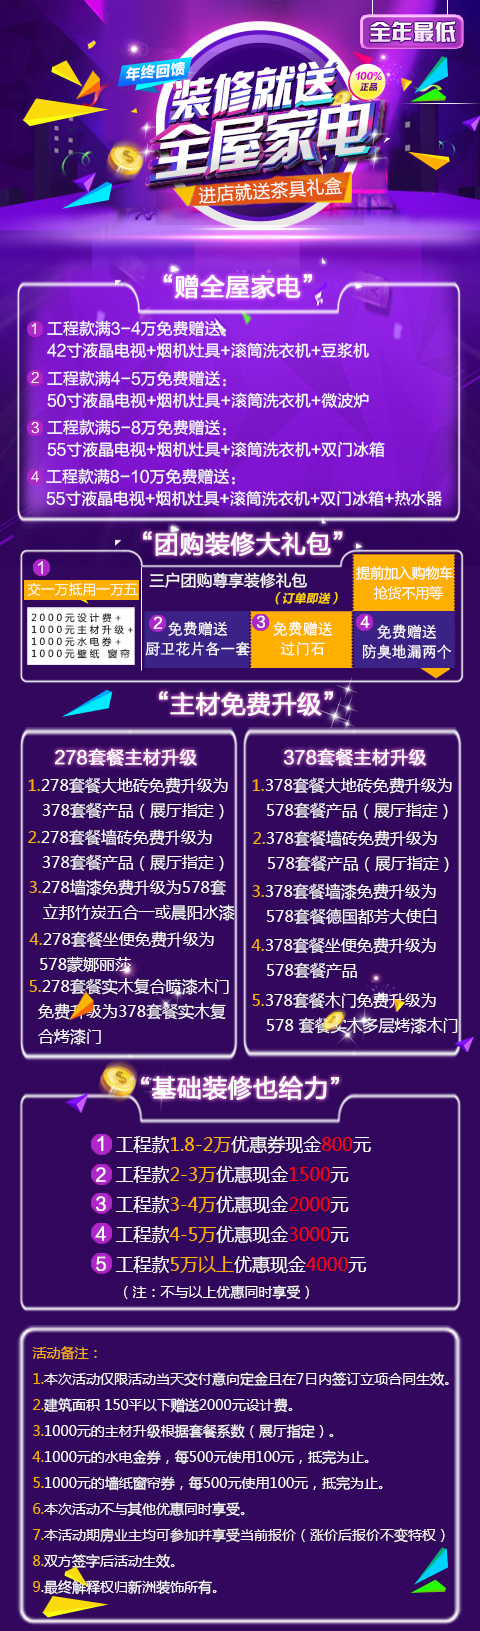 全年最低
年终回馈
100%
正品
装修就送
全屋家电
进店就送茶具礼盒
“赠全屋家电”
1 工程款满3-4万免费赠送:
42寸液晶电视+烟机灶具+滚筒洗衣机+豆浆机
2 工程款满4-5万免费赠送:
50寸液晶电视+烟机灶具+滚筒洗衣机+微波炉
3 工程款满5-8万免费赠送:
55寸液晶电视+烟机灶具+滚筒洗衣机+双门冰箱
4 工程款满8-10万免费赠送:
55寸液晶电视+烟机灶具+滚筒洗衣机+双门冰箱+热水器
“团购装修大礼包”
1
交一万抵用一万五
2000元设计费+
1000元主材升级+
1000元水电券+
1000元壁纸 窗帘
三户团购尊享装修礼包
(订单即送)
提前加入购物车
抢货不用等
2 免费赠送
厨卫花片各一套
3 免费赠送
过门石
4 免费赠送
防臭地漏两个
“主材免费升级”
278套餐主材升级
1.278套餐大地砖免费升级为
378套餐产品（展厅指定）
2.278套餐墙砖免费升级为
378套餐产品（展厅指定）
3.278墙漆免费升级为578套
立邦竹炭五合一或晨阳水漆
4.278套餐坐便免费升级为
578蒙娜丽莎
5.278套餐实木复合喷漆木门
免费升级为378套餐实木复
合烤漆门
378套餐主材升级
1.378套餐大地砖免费升级为
578套餐产品（展厅指定）
2.378套餐墙砖免费升级为
578套餐产品（展厅指定）
3.378套餐墙漆免费升级为
578套餐德国都芳大使白
4.378套餐坐便免费升级为
578套餐产品
5.378套餐木门免费升级为
578 套餐实木多层烤漆木门
“基础装修也给力”
1 工程款1.8-2万优惠券现金800元
2 工程款2-3万优惠现金1500元
3 工程款3-4万优惠现金2000元
4 工程款4-5万优惠现金3000元
5 工程款5万以上优惠现金4000元
（注：不与以上优惠同时享受）
活动备注：
1.本次活动仅限活动当天交付意向定金且在7日内签订立项合同生效。
2.建筑面积 150平以下赠送2000元设计费。
3.1000元的主材升级根据套餐系数（展厅指定）。
4.1000元的水电金券，每500元使用100元，抵完为止。
5.1000元的墙纸窗帘券，每500元使用100元，抵完为止。
6.本次活动不与其他优惠同时享受。
7.本活动期房业主均可参加并享受当前报价（涨价后报价不变特权）
8.双方签字后活动生效。
9.最终解释权归新洲装饰所有。